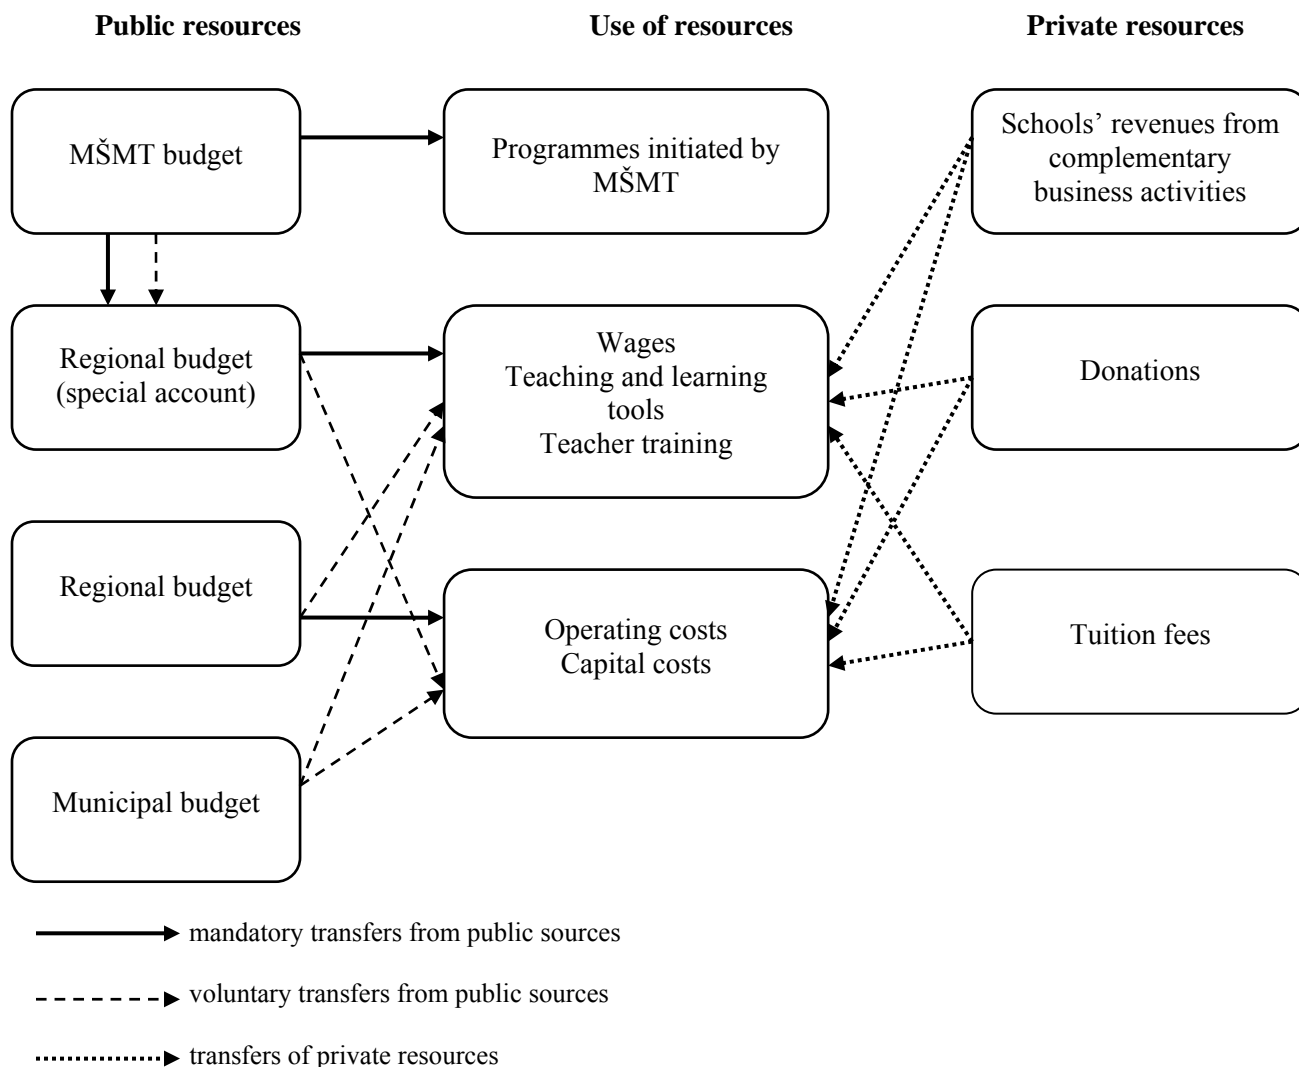 Public resources
Use of resources
Private resources
MŠMT budget
Programmes initiated by
MŠMT
Schools’ revenues from
complementary
business activities
Regional budget
(special account)
Wages
Teaching and learning
tools
Teacher training
Donations
Regional budget
Operating costs
Capital costs
Tuition fees
Municipal budget
mandatory transfers from public sources
voluntary transfers from public sources
transfers of private resources